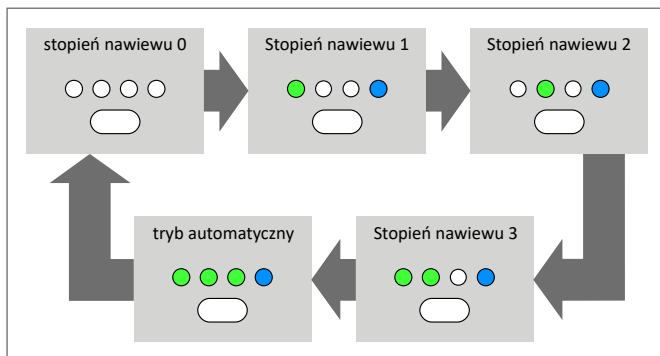 stopień nawiewu 0
Stopień nawiewu 1
Stopień nawiewu 2
tryb automatyczny
Stopień nawiewu 3